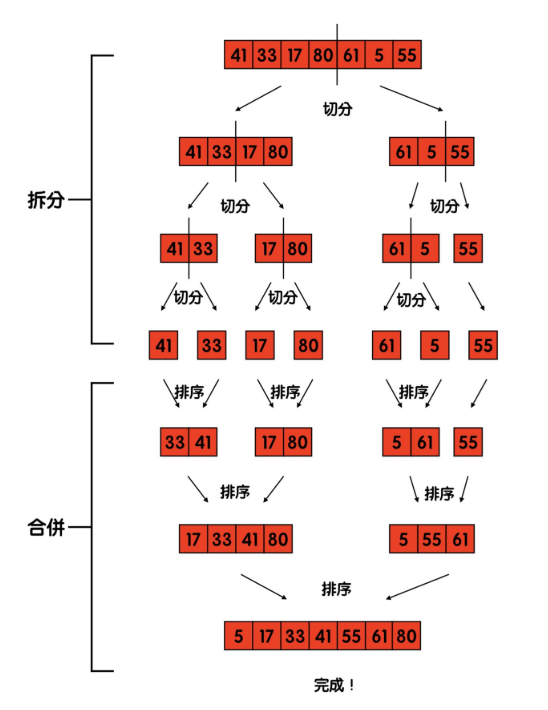 41 33 17 80 61 5 55
切分
41 33 17 80 61 5 55
拆分
切分 切分
41 33 17 80 61 5 55
切分 切分 切分
41 33 17 80 61 5 55
排序 排序 排序
33 41 17 80 5 61 55
排序 排序
合併
17 33 41 80 5 55 61
排序
5 17 33 41 55 61 80
完成！